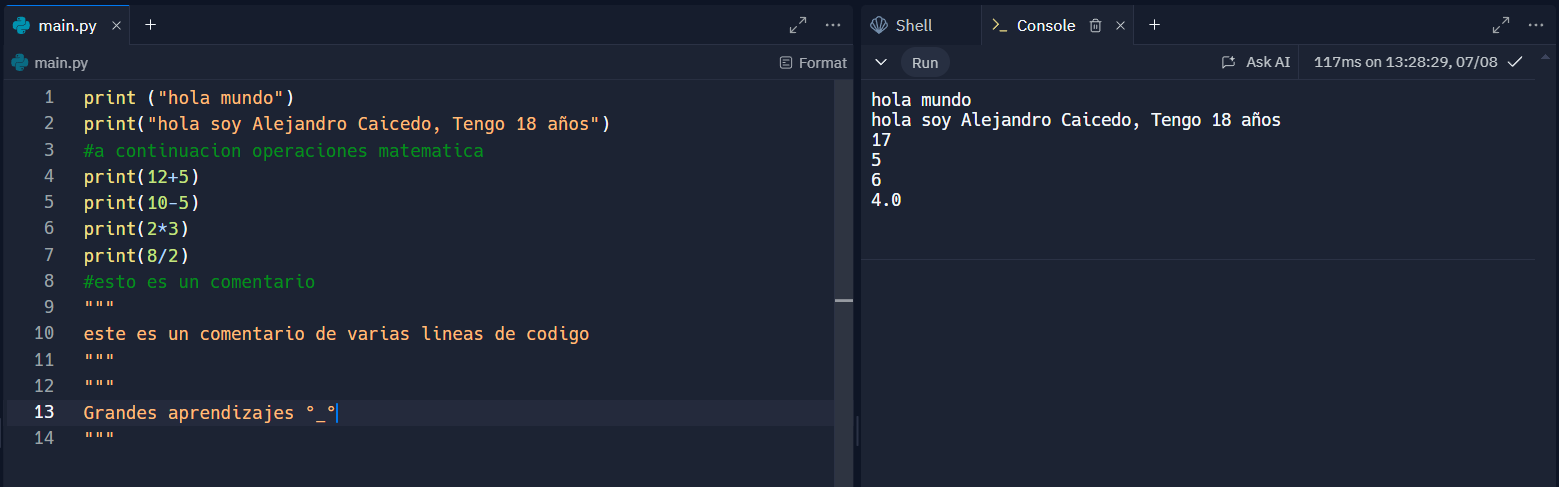 main.py
main.py
Format
1 print ("hola mundo")
2 print("hola soy Alejandro Caicedo, Tengo 18 años")
3 #a continuacion operaciones matematica
4 print(12+5)
5 print(10-5)
6 print(2*3)
7 print(8/2)
8 #esto es un comentario
9 """
10 este es un comentario de varias lineas de codigo
11 """
12 """
13 Grandes aprendizajes °_°
14 """
Shell
Console
Run
Ask AI
117ms on 13:28:29, 07/08
hola mundo
hola soy Alejandro Caicedo, Tengo 18 años
17
5
6
4.0